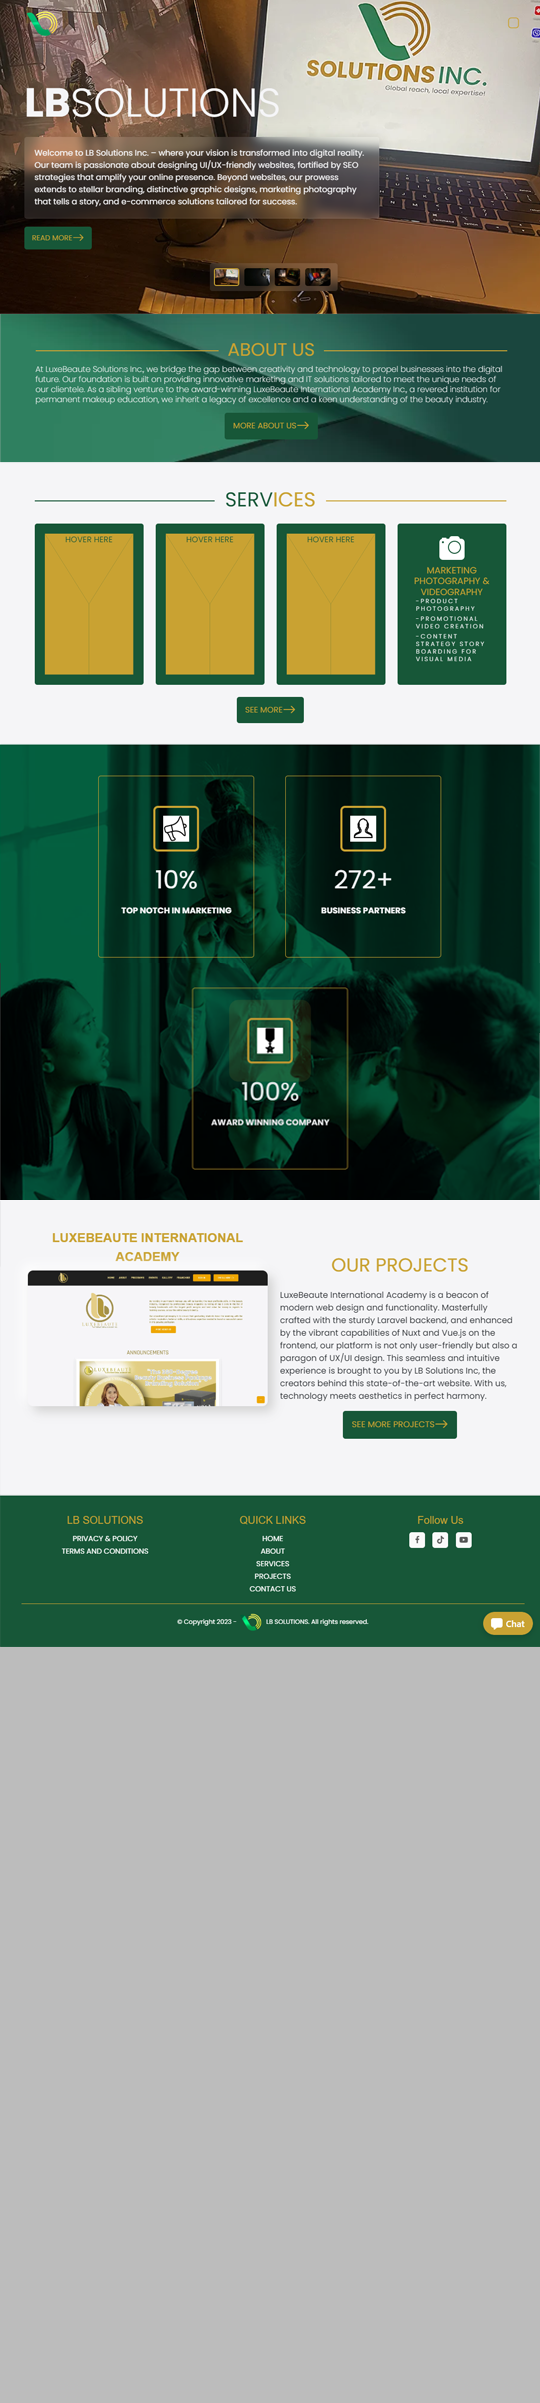 SOLUTIONS INC.
Global reach, local expertise!
LBSOLUTIONS
Welcome to LB Solutions Inc. – where your vision is transformed into digital reality.
Our team is passionate about designing UI/UX-friendly websites, fortified by SEO
strategies that amplify your online presence. Beyond websites, our prowess
extends to stellar branding, distinctive graphic designs, marketing photography
that tells a story, and e-commerce solutions tailored for success.
READ MORE
ABOUT US
At LuxeBeaute Solutions Inc., we bridge the gap between creativity and technology to propel businesses into the digital
future. Our foundation is built on providing innovative marketing and IT solutions tailored to meet the unique needs of
our clientele. As a sibling venture to the award-winning LuxeBeaute International Academy Inc., a revered institution for
permanent makeup education, we inherit a legacy of excellence and a keen understanding of the beauty industry.
MORE ABOUT US
SERVICES
HOVER HERE
HOVER HERE
HOVER HERE
MARKETING
PHOTOGRAPHY &
VIDEOGRAPHY
-PRODUCT
PHOTOGRAPHY
-PROMOTIONAL
VIDEO CREATION
-CONTENT
STRATEGY STORY
BOARDING FOR
VISUAL MEDIA
SEE MORE
10%
TOP NOTCH IN MARKETING
272+
BUSINESS PARTNERS
100%
AWARD WINNING COMPANY
LUXEBEAUTE INTERNATIONAL
ACADEMY
LUXEBEAUTE
ANNOUNCEMENTS
OUR PROJECTS
LuxeBeaute International Academy is a beacon of
modern web design and functionality. Masterfully
crafted with the sturdy Laravel backend, and enhanced
by the vibrant capabilities of Nuxt and Vue.js on the
frontend, our platform is not only user-friendly but also a
paragon of UX/UI design. This seamless and intuitive
experience is brought to you by LB Solutions Inc, the
creators behind this state-of-the-art website. With us,
technology meets aesthetics in perfect harmony.
SEE MORE PROJECTS
LB SOLUTIONS
PRIVACY & POLICY
TERMS AND CONDITIONS
QUICK LINKS
HOME
ABOUT
SERVICES
PROJECTS
CONTACT US
Follow Us
© Copyright 2023 - LB SOLUTIONS. All rights reserved.
Chat